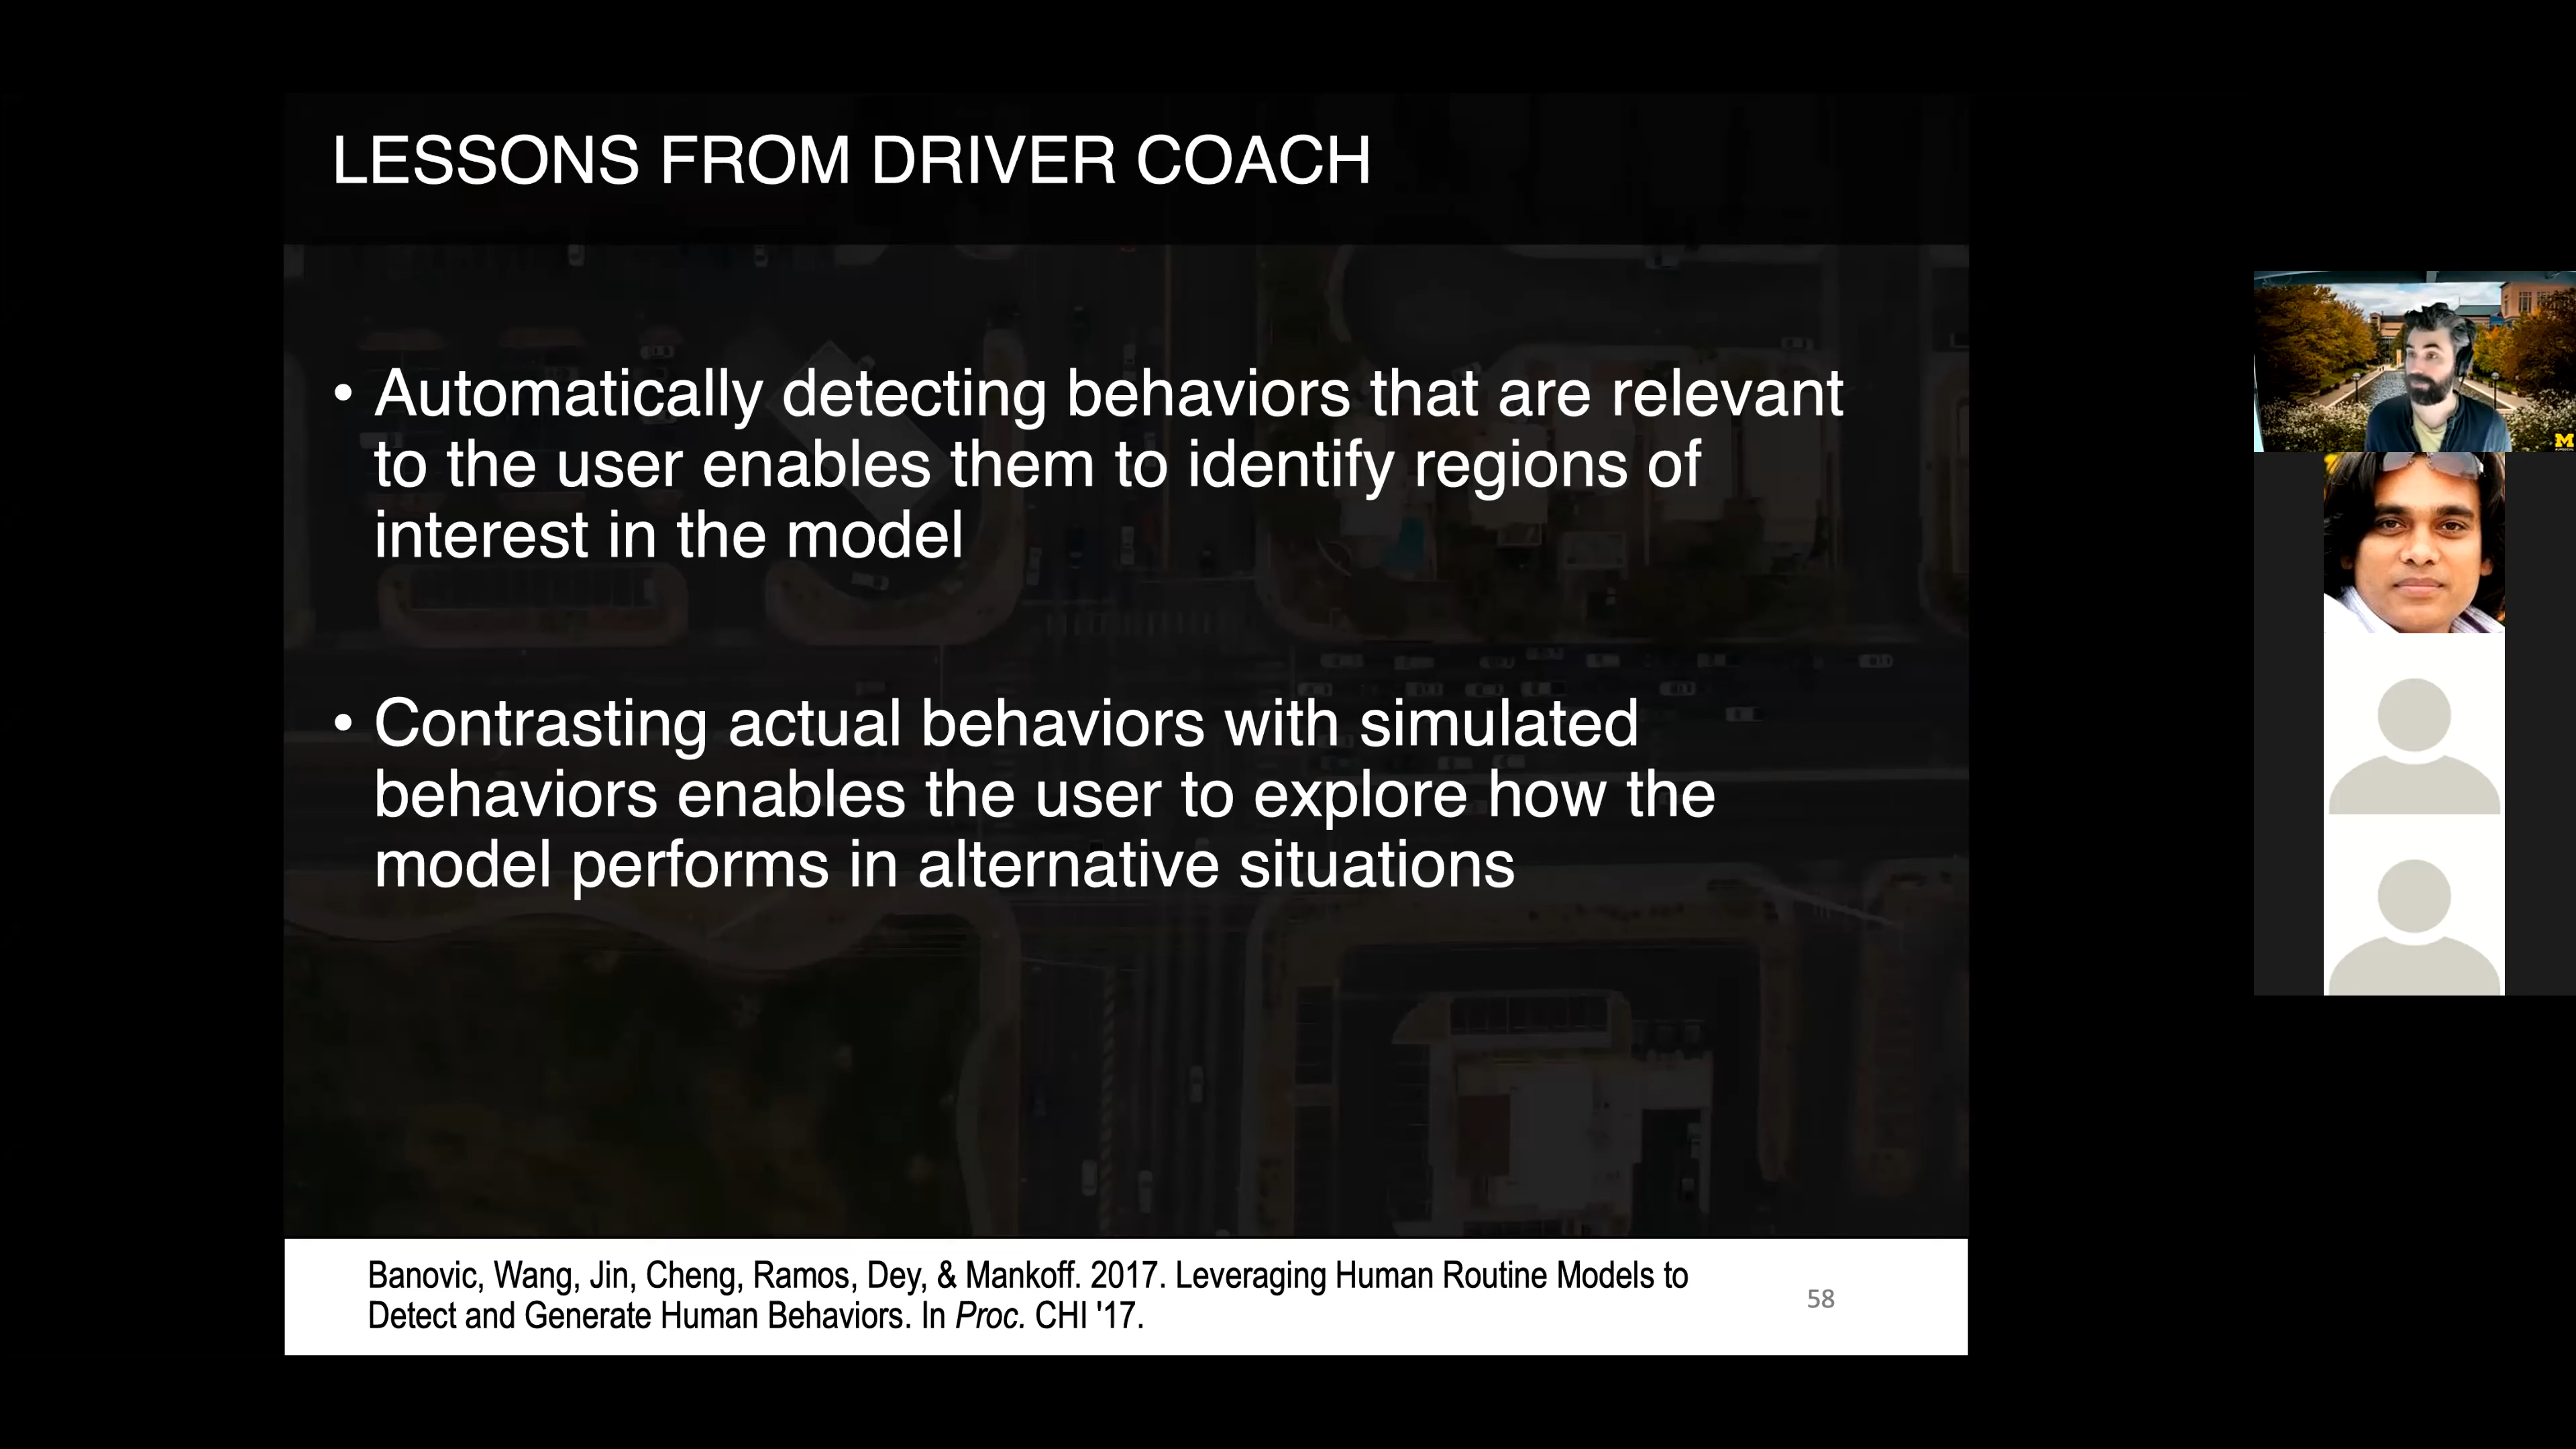 LESSONS FROM DRIVER COACH
• Automatically detecting behaviors that are relevant
to the user enables them to identify regions of
interest in the model
• Contrasting actual behaviors with simulated
behaviors enables the user to explore how the
model performs in alternative situations
Banovic, Wang, Jin, Cheng, Ramos, Dey, & Mankoff. 2017. Leveraging Human Routine Models to
Detect and Generate Human Behaviors. In Proc. CHI '17.
58
M